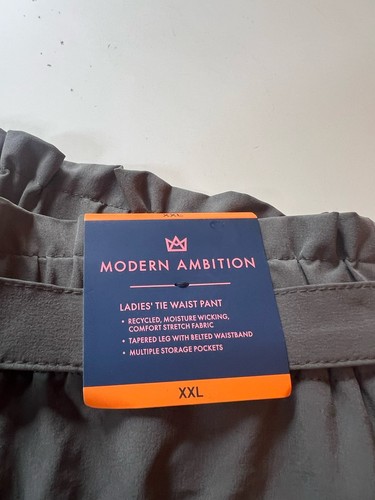 XXL
MODERN AMBITION
LADIES' TIE WAIST PANT
• RECYCLED, MOISTURE WICKING,
COMFORT STRETCH FABRIC
• TAPERED LEG WITH BELTED WAISTBAND
• MULTIPLE STORAGE POCKETS
XXL